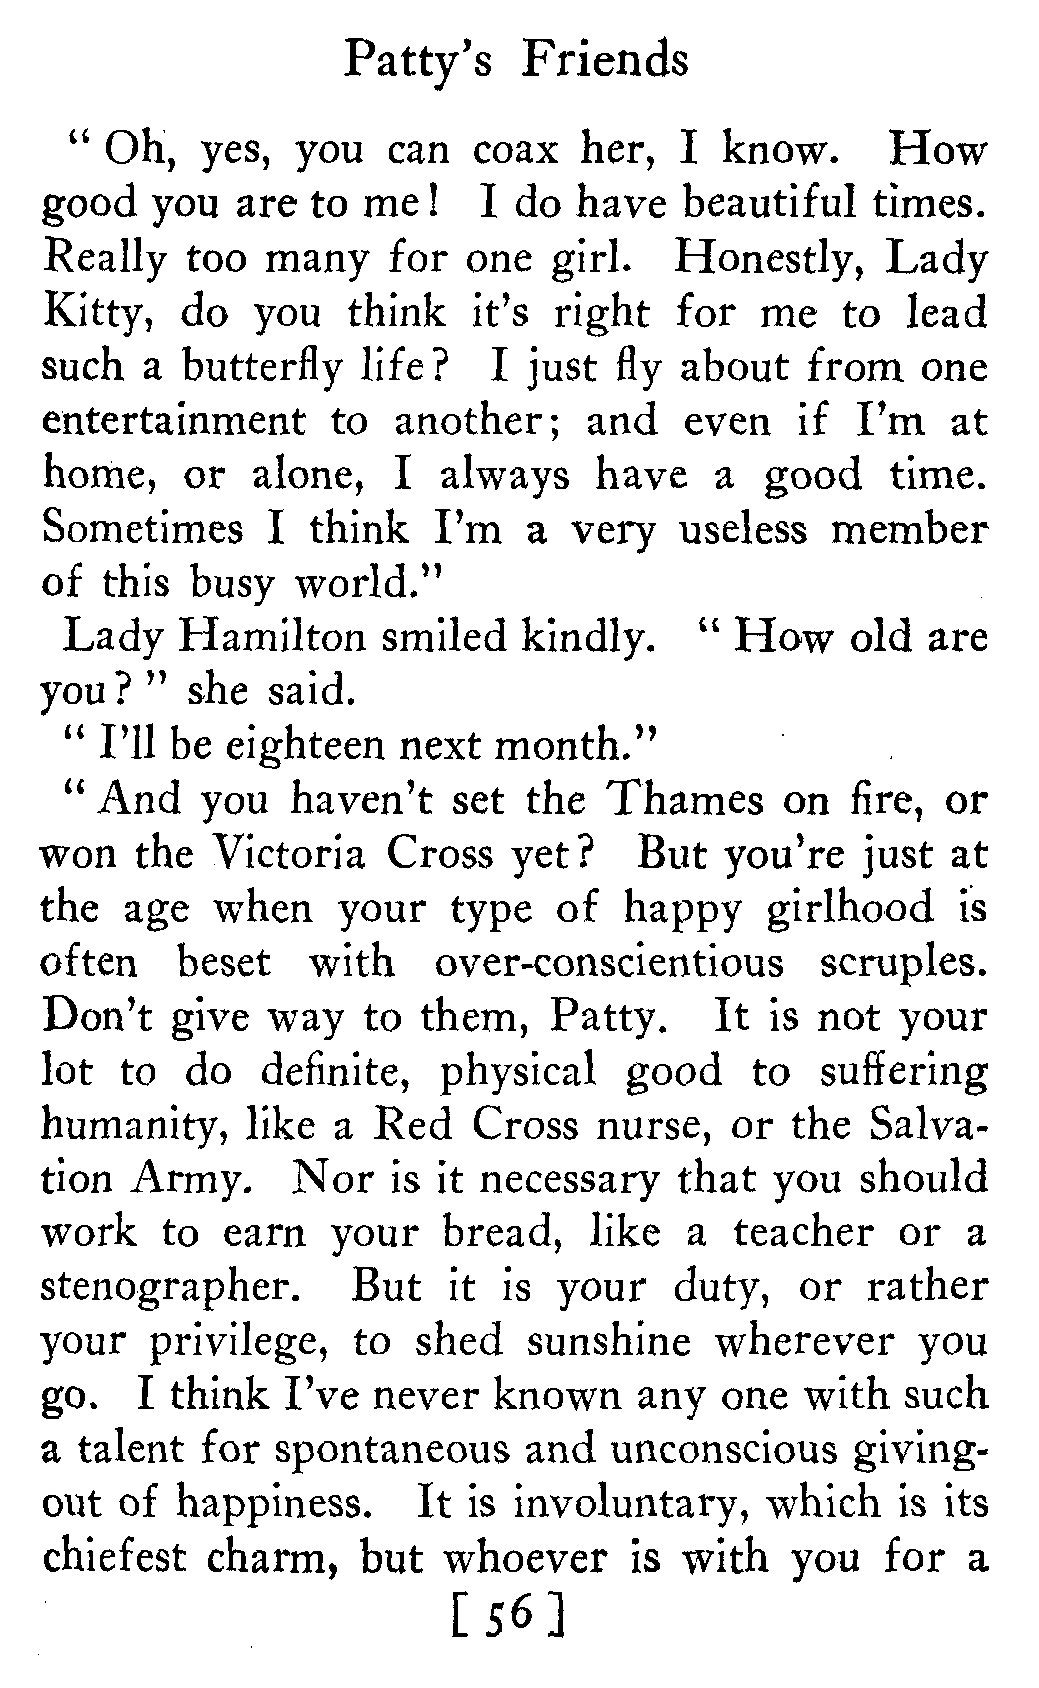 Patty's Friends
" Oh, yes, you can coax her, I know. How
good you are to me! I do have beautiful times.
Really too many for one girl. Honestly, Lady
Kitty, do you think it's right for me to lead
such a butterfly life? I just fly about from one
entertainment to another; and even if I'm at
home, or alone, I always have a good time.
Sometimes I think I'm a very useless member
of this busy world."
Lady Hamilton smiled kindly. " How old are
you? " she said.
" I'll be eighteen next month."
" And you haven't set the Thames on fire, or
won the Victoria Cross yet? But you're just at
the age when your type of happy girlhood is
often beset with over-conscientious scruples.
Don't give way to them, Patty. It is not your
lot to do definite, physical good to suffering
humanity, like a Red Cross nurse, or the Salva-
tion Army. Nor is it necessary that you should
work to earn your bread, like a teacher or a
stenographer. But it is your duty, or rather
your privilege, to shed sunshine wherever you
go. I think I've never known any one with such
a talent for spontaneous and unconscious giving-
out of happiness. It is involuntary, which is its
chiefest charm, but whoever is with you for a
[ 56 ]